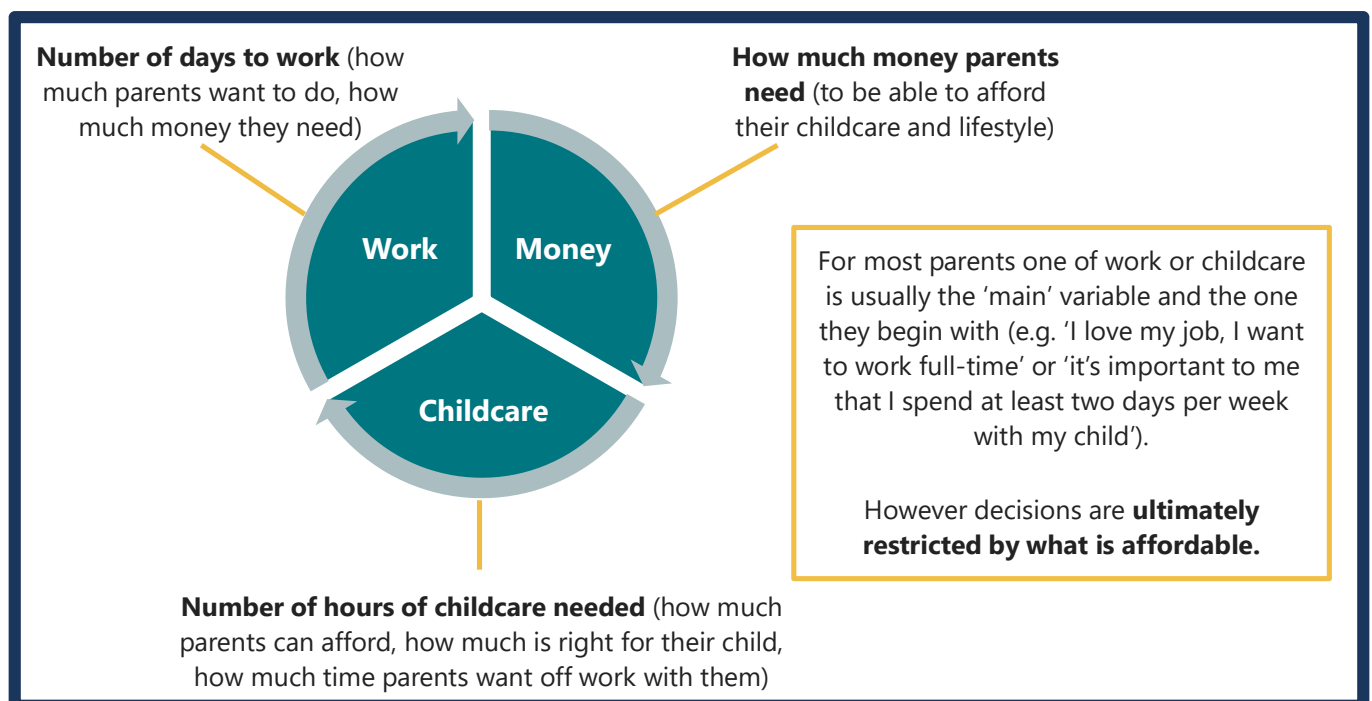 Number of days to work (how
much parents want to do, how
much money they need)
How much money parents
need (to be able to afford
their childcare and lifestyle)
Work
Money
Childcare
For most parents one of work or childcare
is usually the ‘main’ variable and the one
they begin with (e.g. ‘I love my job, I want
to work full-time’ or ‘it’s important to me
that I spend at least two days per week
with my child’).
However decisions are ultimately
restricted by what is affordable.
Number of hours of childcare needed (how much
parents can afford, how much is right for their child,
how much time parents want off work with them)